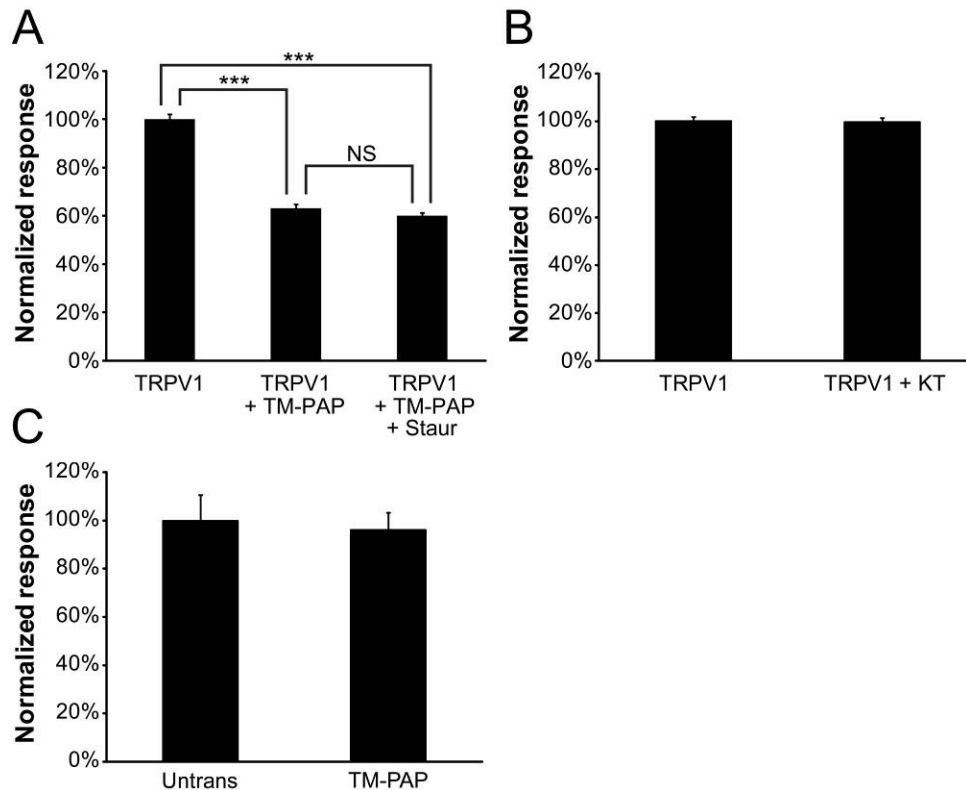 A
Normalized response
120%
100%
80%
60%
40%
20%
0%
***
***
NS
TRPV1
TRPV1
+ TM-PAP
TRPV1
+ TM-PAP
+ Staur
B
Normalized response
120%
100%
80%
60%
40%
20%
0%
TRPV1
TRPV1 + KT
C
Normalized response
120%
100%
80%
60%
40%
20%
0%
Untrans
TM-PAP